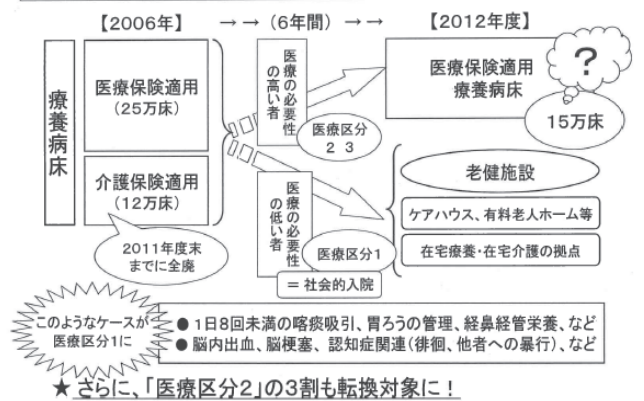 【2006年】 → →(6年間) → → 【2012年度】
療養病床
医療保険適用
(25万床)
介護保険適用
(12万床)
2011年度末
までに全廃
医療の必要性
の高い者
医療区分
2 3
医療の必要性
の低い者
医療区分1
=社会的入院
医療保険適用
療養病床
?
15万床
老健施設
ケアハウス、有料老人ホーム等
在宅療養・在宅介護の拠点
このようなケースが
医療区分1に
●1日8回未満の喀痰吸引、胃ろうの管理、経鼻経管栄養、など
●脳内出血、脳梗塞、認知症関連(徘徊、他者への暴行)、など
★さらに、「医療区分2」の3割も転換対象に!